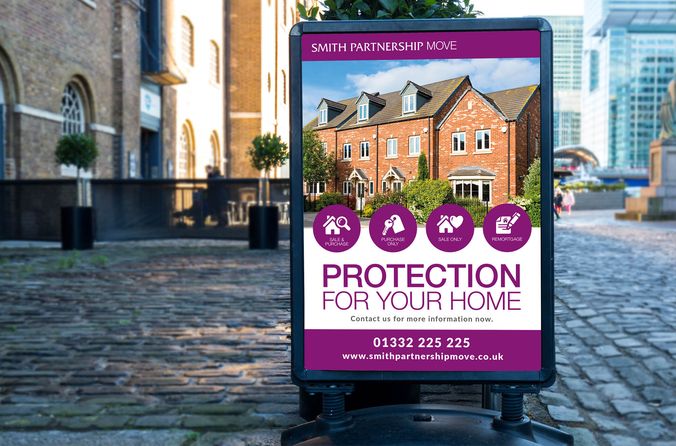 SMITH PARTNERSHIP MOVE
SALE &
PURCHASE
PURCHASE
ONLY
SALE ONLY
REMORTGAGE
PROTECTION
FOR YOUR HOME
Contact us for more information now.
01332 225 225
www.smithpartnershipmove.co.uk